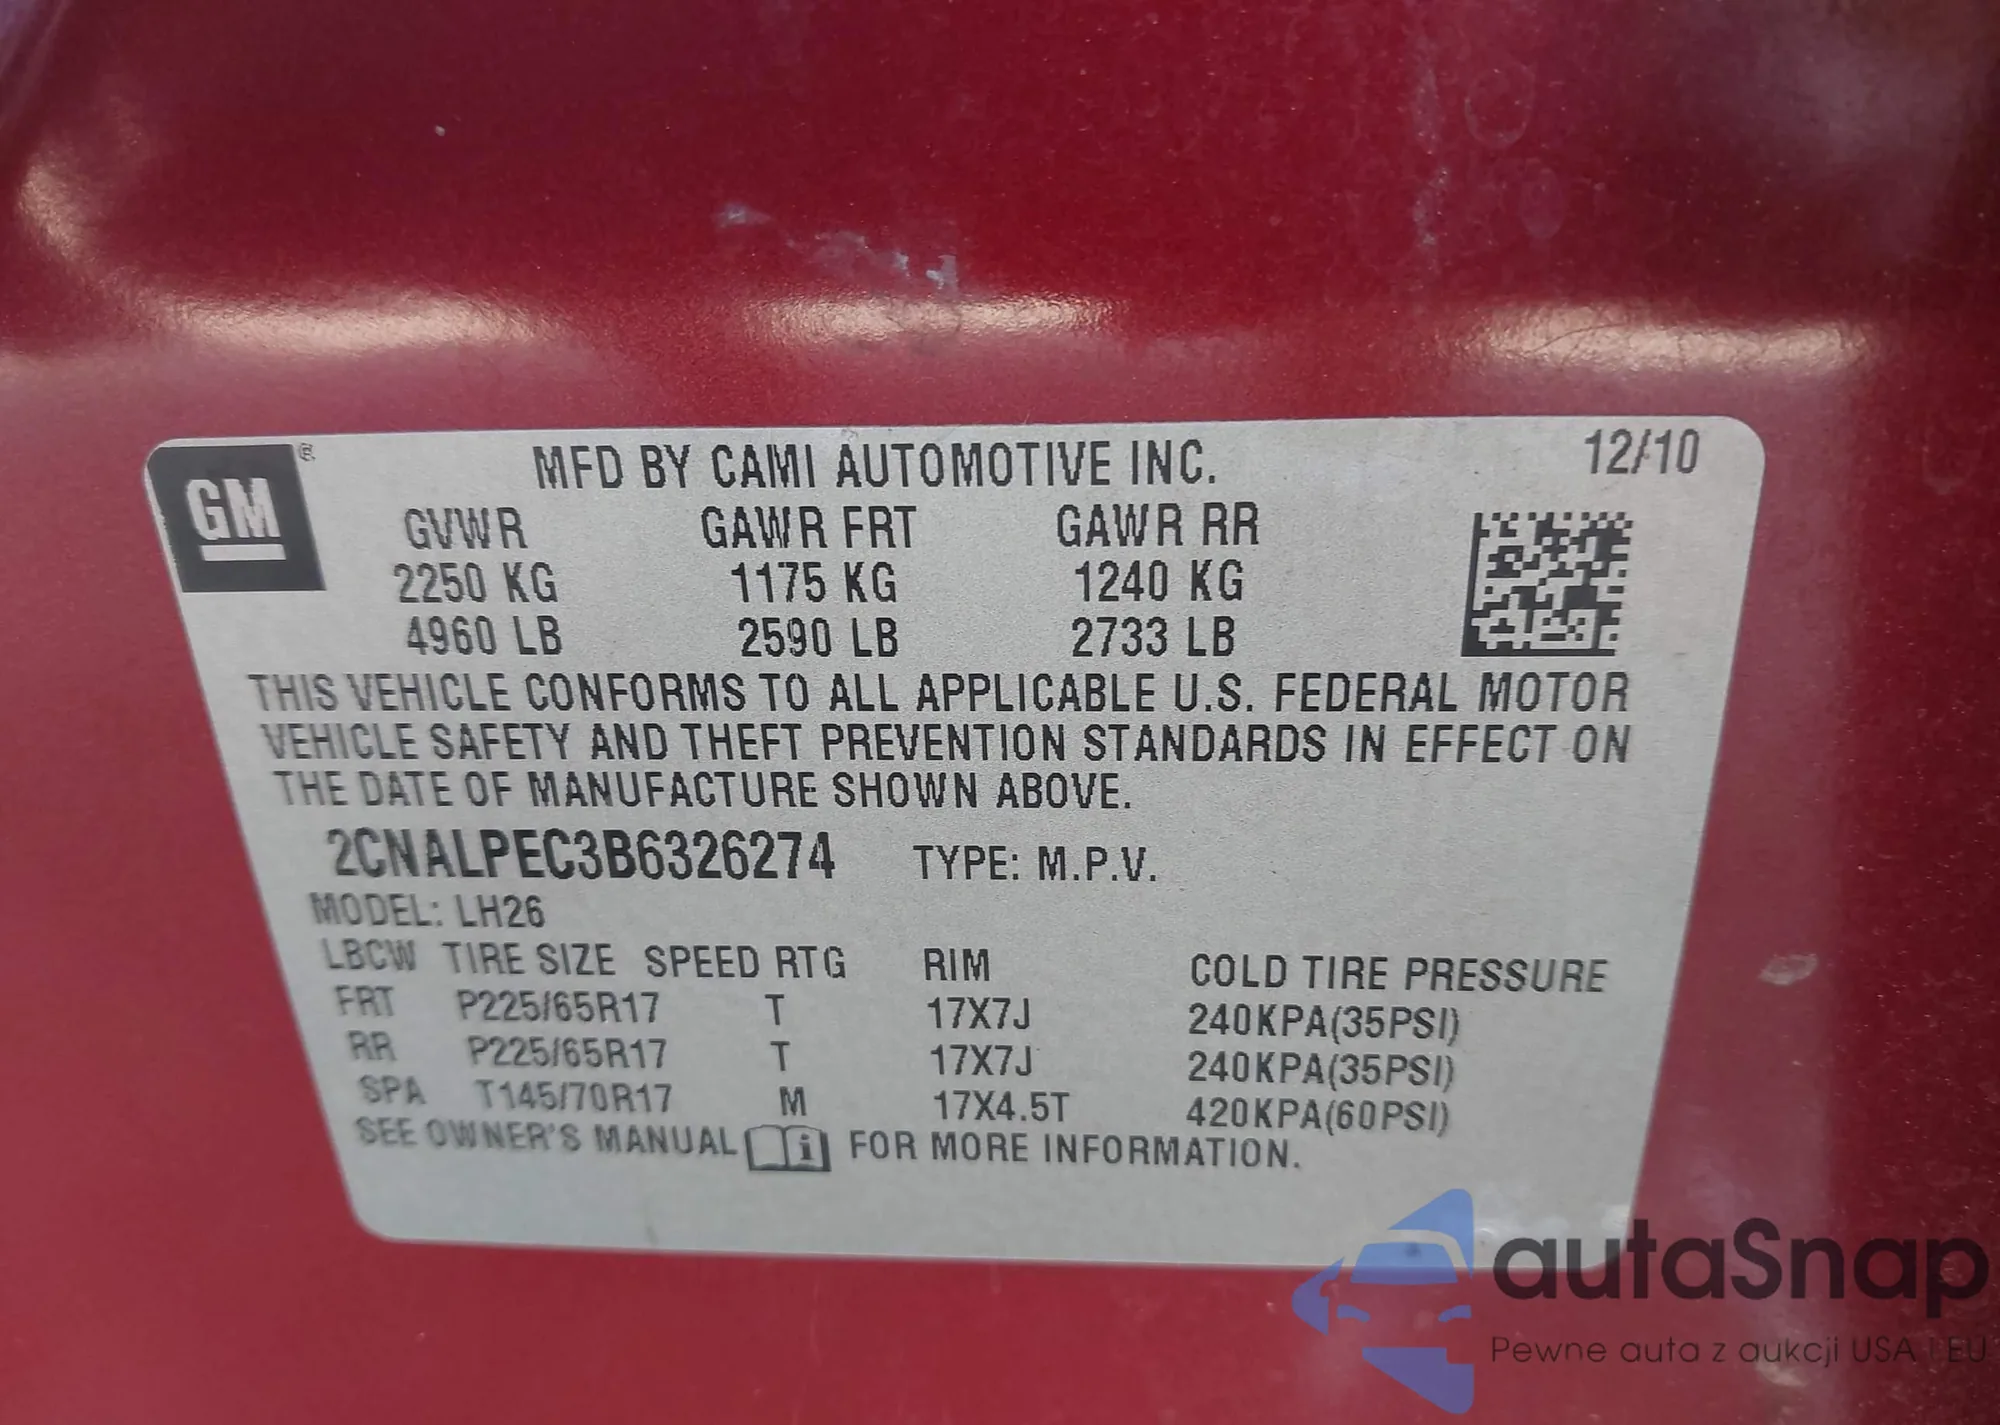 GM
MFD BY CAMI AUTOMOTIVE INC. 12/10
GVWR GAWR FRT GAWR RR
2250 KG 1175 KG 1240 KG
4960 LB 2590 LB 2733 LB
THIS VEHICLE CONFORMS TO ALL APPLICABLE U.S. FEDERAL MOTOR
VEHICLE SAFETY AND THEFT PREVENTION STANDARDS IN EFFECT ON
THE DATE OF MANUFACTURE SHOWN ABOVE.
2CNALPEC3B6326274 TYPE: M.P.V.
MODEL: LH26
LBCW TIRE SIZE SPEED RTG RIM COLD TIRE PRESSURE
FRT P225/65R17 T 17X7J 240KPA(35PSI)
RR P225/65R17 T 17X7J 240KPA(35PSI)
SPA T145/70R17 M 17X4.5T 420KPA(60PSI)
SEE OWNER'S MANUAL i FOR MORE INFORMATION.
autaSnap
Pewne auta z aukcji USA i EU